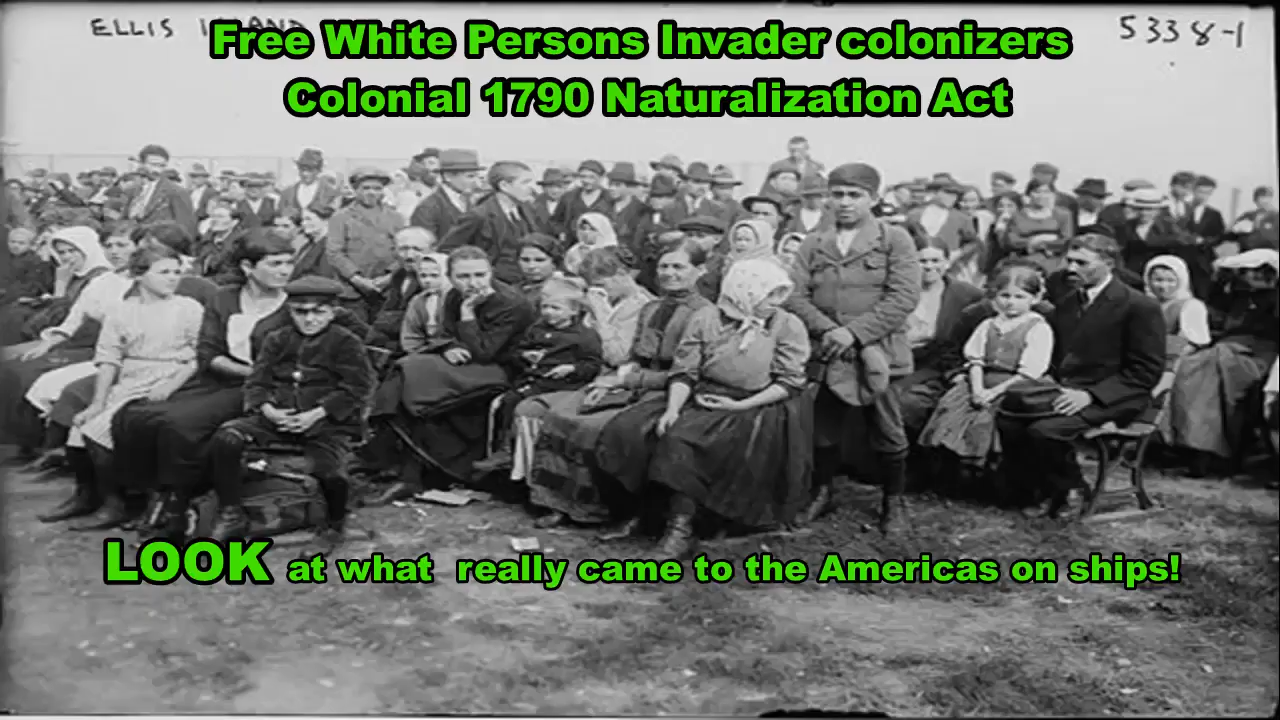 ELLIS ISLAND
5338-1
Free White Persons Invader colonizers
Colonial 1790 Naturalization Act
LOOK at what really came to the Americas on ships!